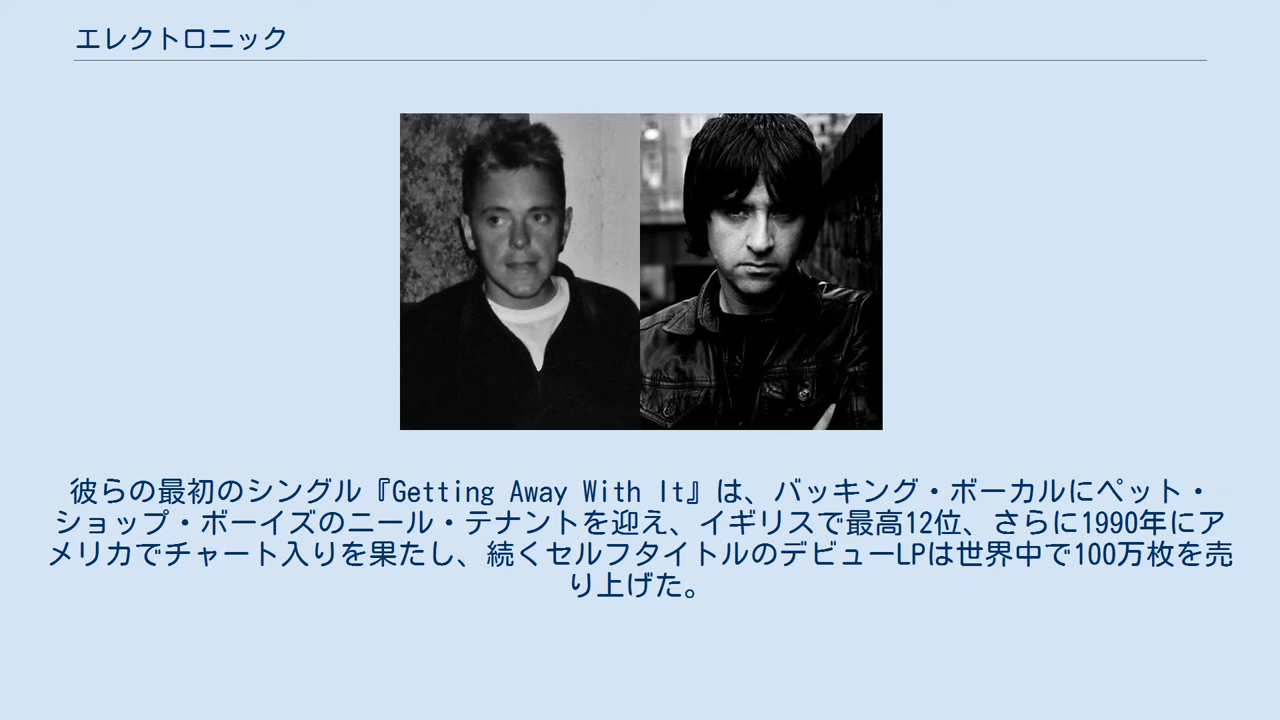 エレクトロニック
彼らの最初のシングル『Getting Away With It』は、バッキング・ボーカルにペット・
ショップ・ボーイズのニール・テナントを迎え、イギリスで最高12位、さらに1990年にア
メリカでチャート入りを果たし、続くセルフタイトルのデビューLPは世界中で100万枚を売
り上げた。